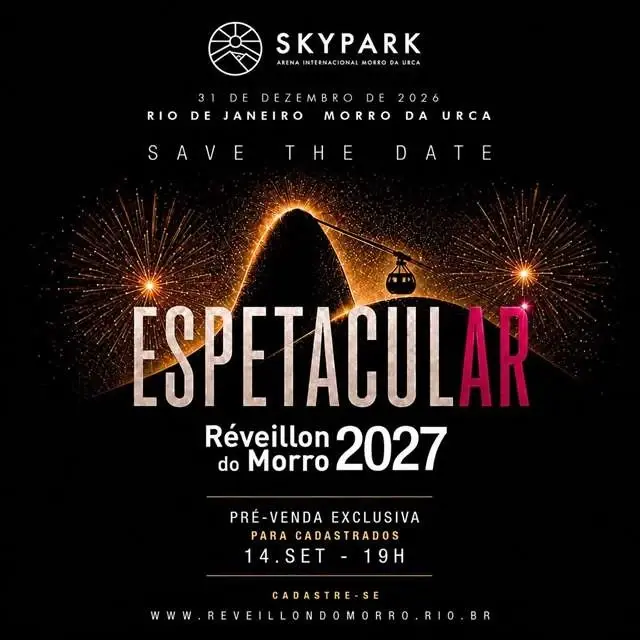 SKYPARK
ARENA INTERNACIONAL MORRO DA URCA
31 DE DEZEMBRO DE 2026
RIO DE JANEIRO MORRO DA URCA
SAVE THE DATE
ESPETACULAR
Réveillon
do Morro 2027
PRÉ-VENDA EXCLUSIVA
PARA CADASTRADOS
14.SET - 19H
CADASTRE-SE
WWW.REVEILLONDOMORRO.RIO.BR